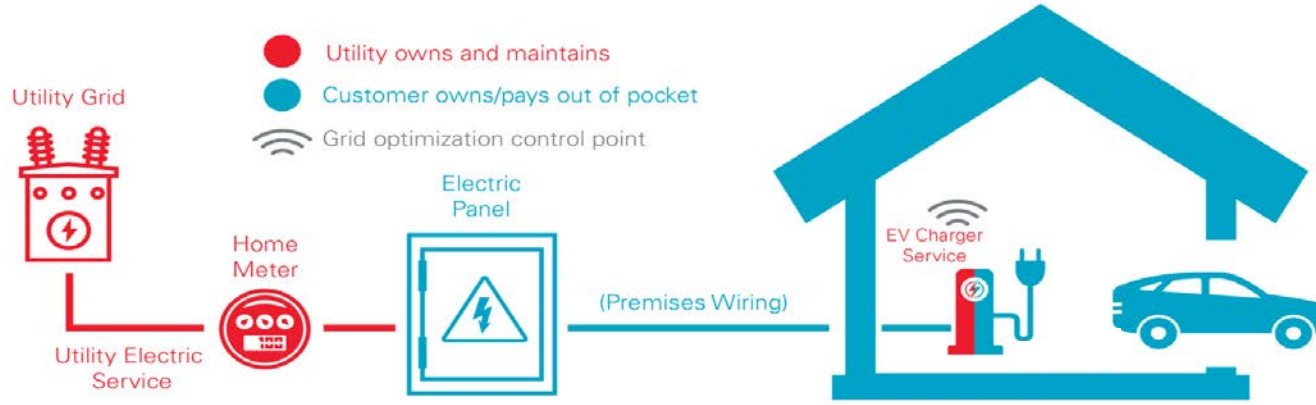 Utility owns and maintains
Customer owns/pays out of pocket
Grid optimization control point
Utility Grid
Electric
Panel
Home
Meter
EV Charger
Service
(Premises Wiring)
100
Utility Electric
Service